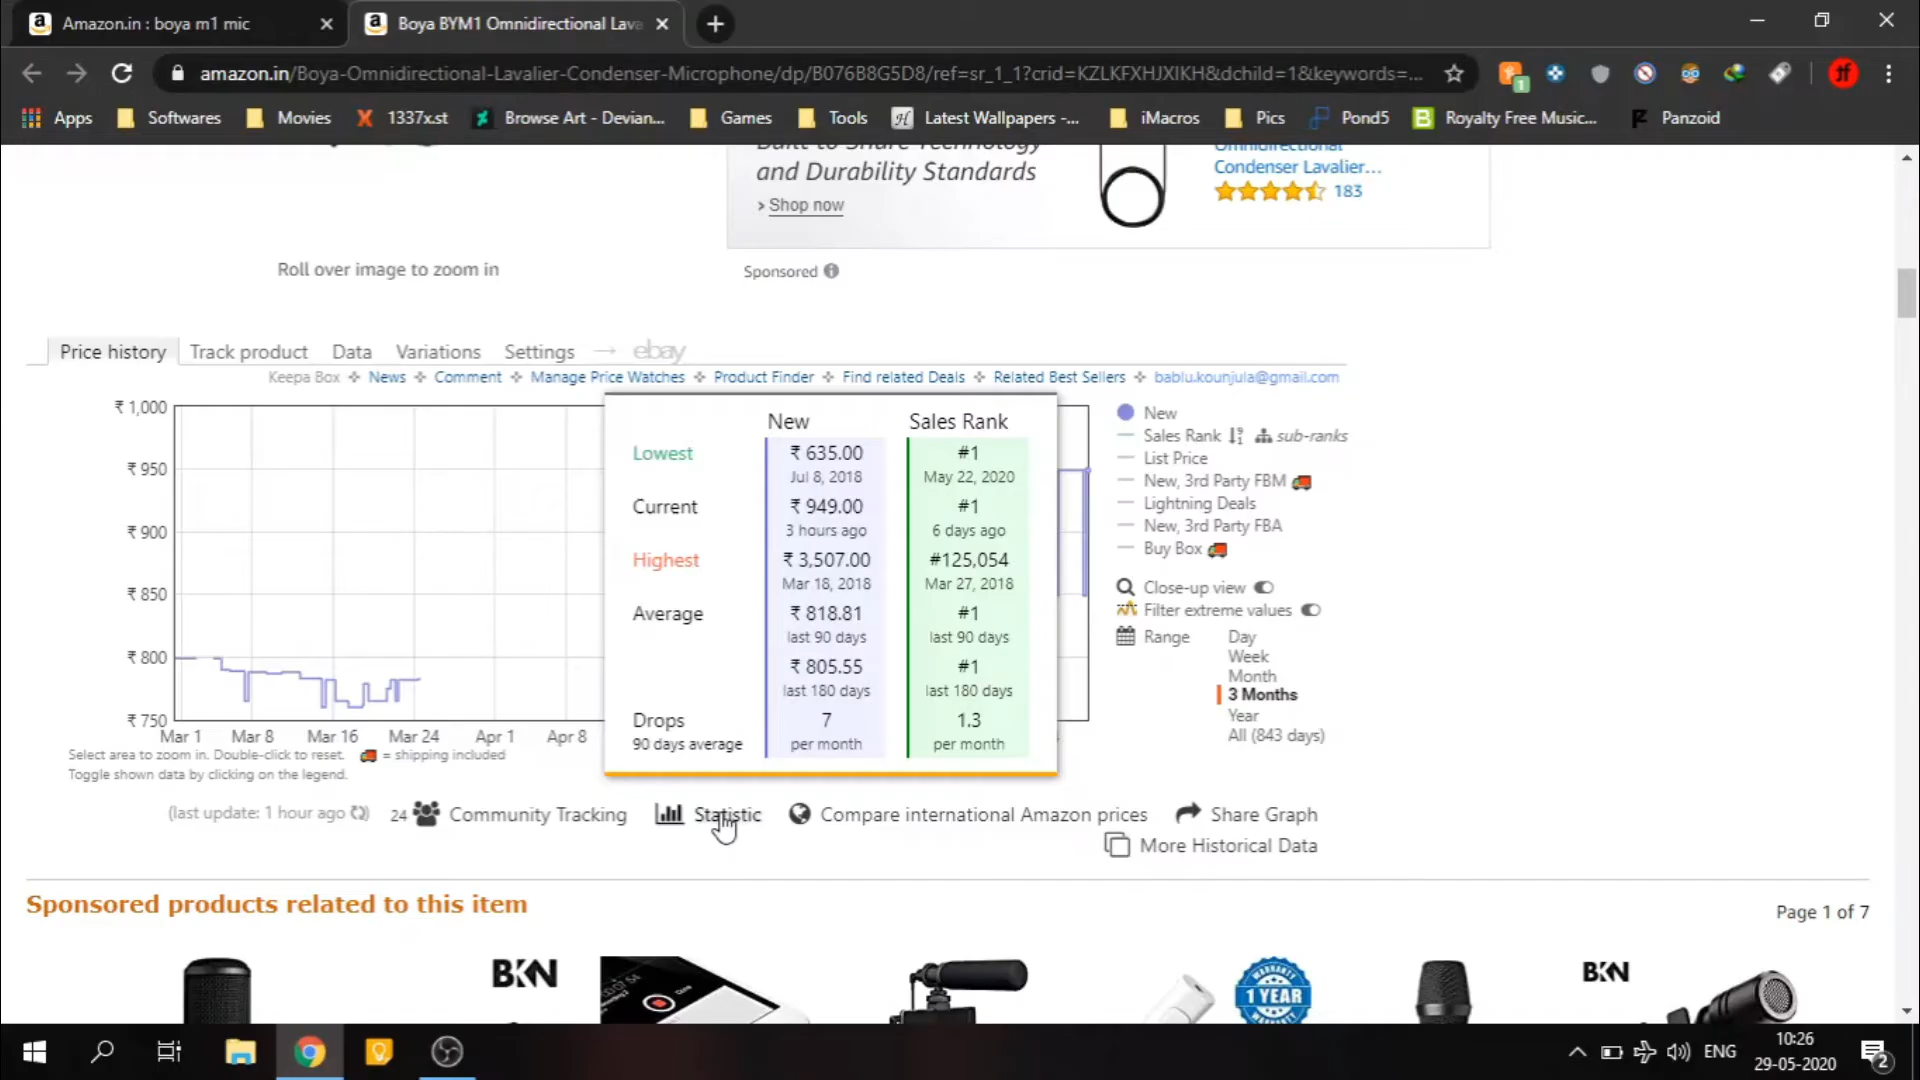 Amazon.in : boya m1 mic
Boya BYM1 Omnidirectional Lava
amazon.in/Boya-Omnidirectional-Lavalier-Condenser-Microphone/dp/B076B8G5D8/ref=sr_1_1?crid=KZLKFXHJXIKH&dchild=1&keywords=...
Apps Softwares Movies 1337x.st Browse Art - Devian... Games Tools Latest Wallpapers -... iMacros Pics Pond5 Royalty Free Music... Panzoid
Built to Share Technology
and Durability Standards
› Shop now
Omnidirectional
Condenser Lavalier...
183
Roll over image to zoom in
Sponsored
Price history Track product Data Variations Settings → ebay
Keepa Box News Comment Manage Price Watches Product Finder Find related Deals Related Best Sellers bablu.kounjula@gmail.com
₹ 1,000
₹ 950
₹ 900
₹ 850
₹ 800
₹ 750
Mar 1 Mar 8 Mar 16 Mar 24 Apr 1 Apr 8
New Sales Rank
Lowest ₹ 635.00 #1
Jul 8, 2018 May 22, 2020
Current ₹ 949.00 #1
3 hours ago 6 days ago
Highest ₹ 3,507.00 #125,054
Mar 18, 2018 Mar 27, 2018
Average ₹ 818.81 #1
last 90 days last 90 days
₹ 805.55 #1
last 180 days last 180 days
Drops 7 1.3
90 days average per month per month
New
Sales Rank sub-ranks
List Price
New, 3rd Party FBM
Lightning Deals
New, 3rd Party FBA
Buy Box
Close-up view
Filter extreme values
Range Day
Week
Month
3 Months
Year
All (843 days)
Select area to zoom in. Double-click to reset. = shipping included
Toggle shown data by clicking on the legend.
(last update: 1 hour ago ) 24 Community Tracking Statistic Compare international Amazon prices Share Graph
More Historical Data
Sponsored products related to this item
Page 1 of 7
BKN
1 YEAR
BKN
ENG
10:26
29-05-2020
2